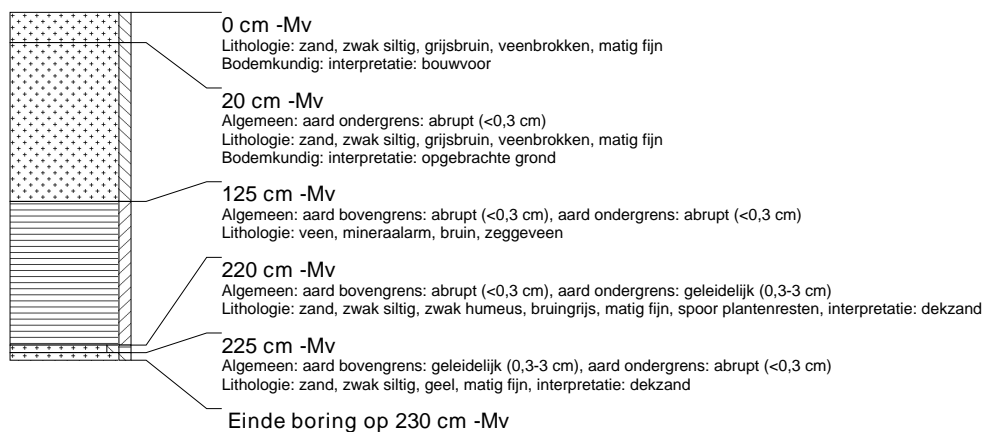 0 cm -Mv
Lithologie: zand, zwak siltig, grijsbruin, veenbrokken, matig fijn
Bodemkundig: interpretatie: bouwvoor
20 cm -Mv
Algemeen: aard ondergrens: abrupt (<0,3 cm)
Lithologie: zand, zwak siltig, grijsbruin, veenbrokken, matig fijn
Bodemkundig: interpretatie: opgebrachte grond
125 cm -Mv
Algemeen: aard bovengrens: abrupt (<0,3 cm), aard ondergrens: abrupt (<0,3 cm)
Lithologie: veen, mineraalarm, bruin, zeggeveen
220 cm -Mv
Algemeen: aard bovengrens: abrupt (<0,3 cm), aard ondergrens: geleidelijk (0,3-3 cm)
Lithologie: zand, zwak siltig, zwak humeus, bruingrijs, matig fijn, spoor plantenresten, interpretatie: dekzand
225 cm -Mv
Algemeen: aard bovengrens: geleidelijk (0,3-3 cm), aard ondergrens: abrupt (<0,3 cm)
Lithologie: zand, zwak siltig, geel, matig fijn, interpretatie: dekzand
Einde boring op 230 cm -Mv